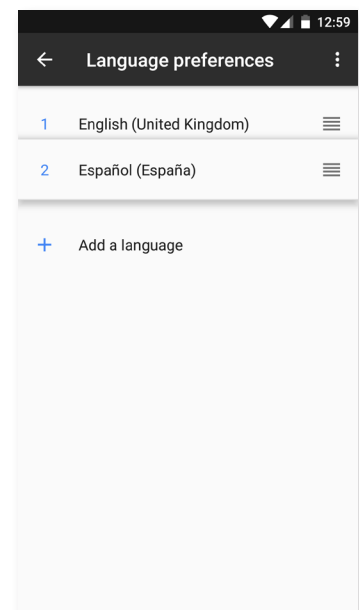 12:59
Language preferences
1 English (United Kingdom)
2 Español (España)
+ Add a language